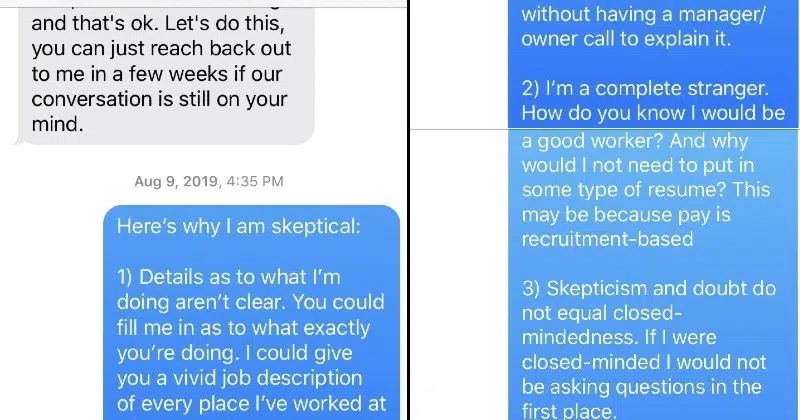 and that's ok. Let's do this,
you can just reach back out
to me in a few weeks if our
conversation is still on your
mind.
Aug 9, 2019, 4:35 PM
Here's why I am skeptical:
1) Details as to what I'm
doing aren't clear. You could
fill me in as to what exactly
you're doing. I could give
you a vivid job description
of every place I've worked at
without having a manager/
owner call to explain it.
2) I'm a complete stranger.
How do you know I would be
a good worker? And why
would I not need to put in
some type of resume? This
may be because pay is
recruitment-based
3) Skepticism and doubt do
not equal closed-
mindedness. If I were
closed-minded I would not
be asking questions in the
first place.